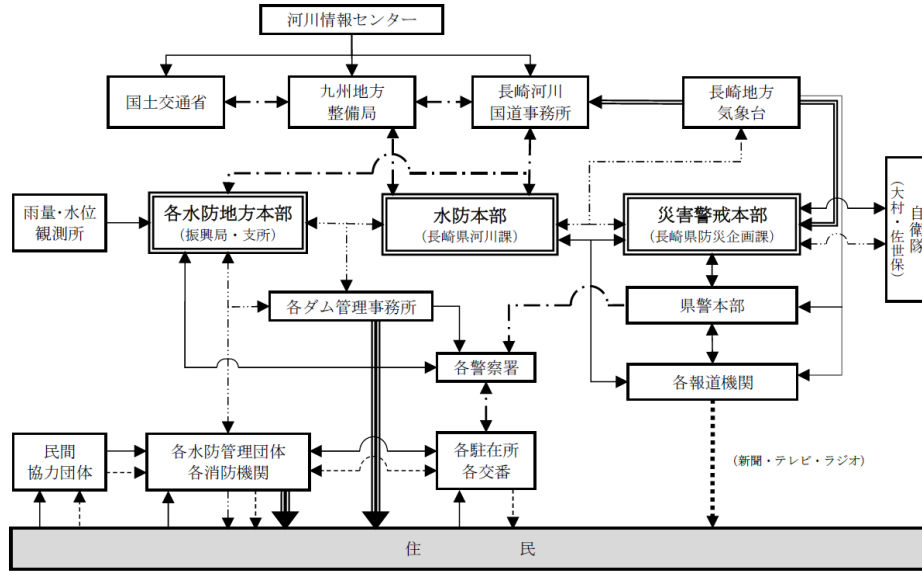 河川情報センター
国土交通省
九州地方
整備局
長崎河川
国道事務所
長崎地方
気象台
雨量･水位
観測所
各水防地方本部
(振興局・支所)
水防本部
(長崎県河川課)
災害警戒本部
(長崎県防災企画課)
自衛隊
(大村・佐世保)
各ダム管理事務所
県警本部
各警察署
各報道機関
民間
協力団体
各水防管理団体
各消防機関
各駐在所
各交番
(新聞・テレビ・ラジオ)
住民